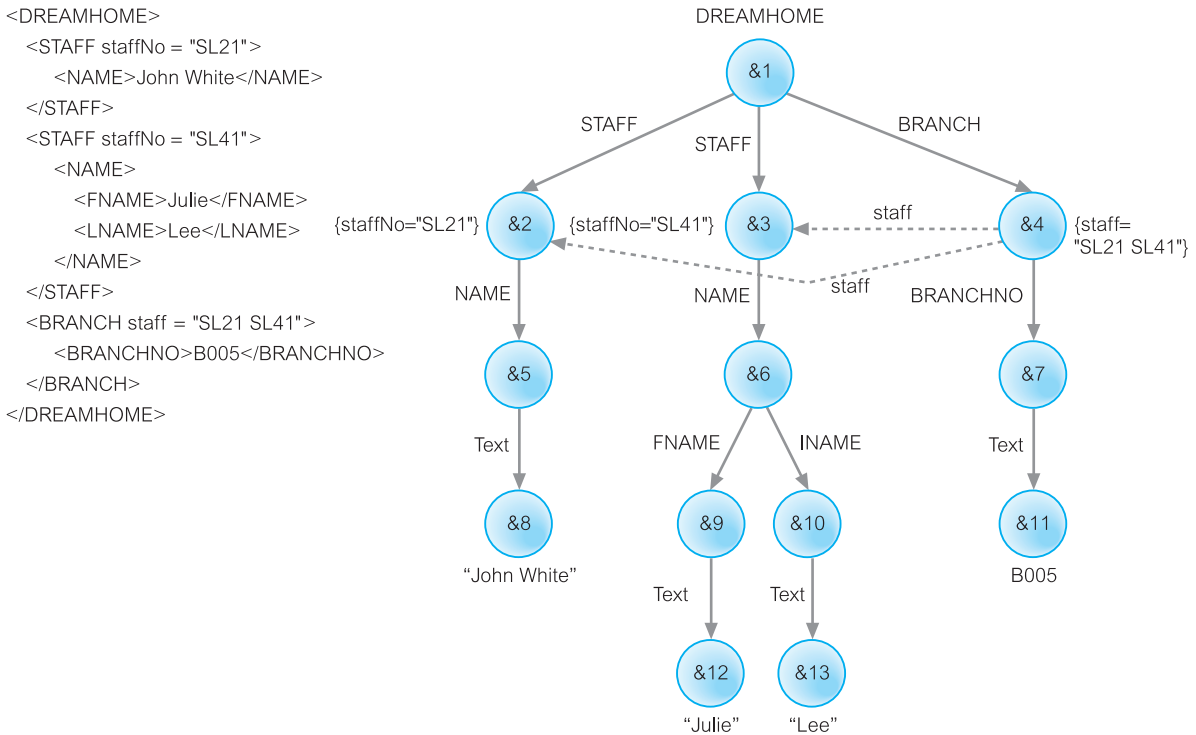 <DREAMHOME>
<STAFF staffNo = "SL21">
<NAME>John White</NAME>
</STAFF>
<STAFF staffNo = "SL41">
<NAME>
<FNAME>Julie</FNAME>
<LNAME>Lee</LNAME>
</NAME>
</STAFF>
<BRANCH staff = "SL21 SL41">
<BRANCHNO>B005</BRANCHNO>
</BRANCH>
</DREAMHOME>
DREAMHOME
&1
STAFF
STAFF
BRANCH
{staffNo="SL21"}
&2
{staffNo="SL41"}
&3
staff
&4
{staff=
"SL21 SL41"}
staff
NAME
NAME
BRANCHNO
&5
&6
&7
Text
FNAME
INAME
Text
&8
&9
&10
&11
“John White”
B005
Text
Text
&12
&13
“Julie”
“Lee”